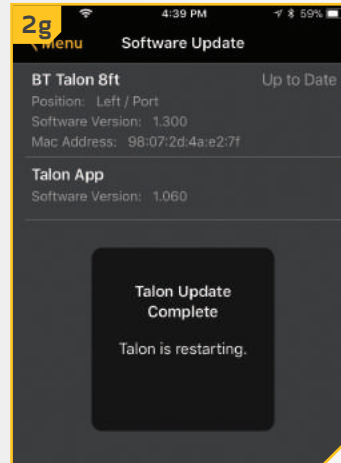 2g
4:39 PM
59%
Menu
Software Update
BT Talon 8ft
Up to Date
Position: Left / Port
Software Version: 1.300
Mac Address: 98:07:2d:4a:e2:7f
Talon App
Software Version: 1.060
Talon Update
Complete
Talon is restarting.